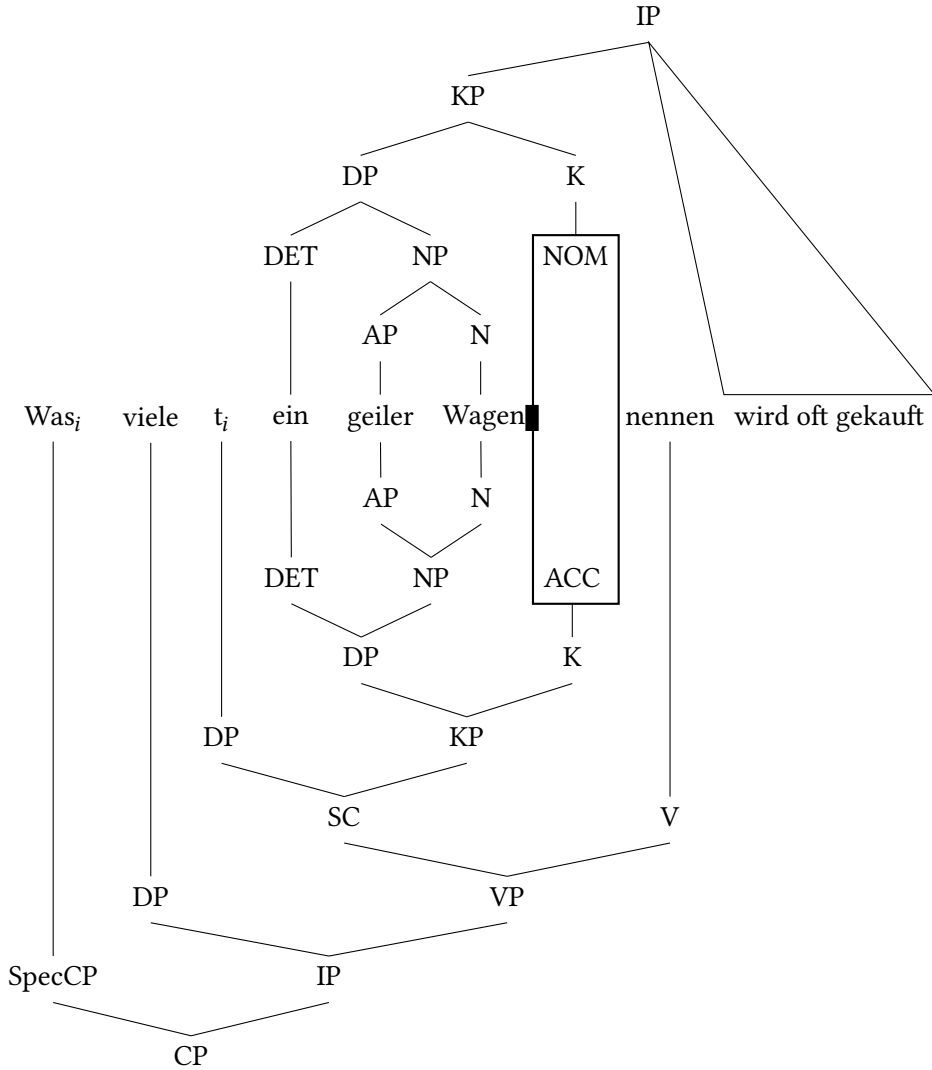 IP
KP
DP K
DET NP NOM
AP N
Wasᵢ viele tᵢ ein geiler Wagen nennen wird oft gekauft
AP N
DET NP ACC
DP K
DP KP
SC V
DP VP
SpecCP IP
CP